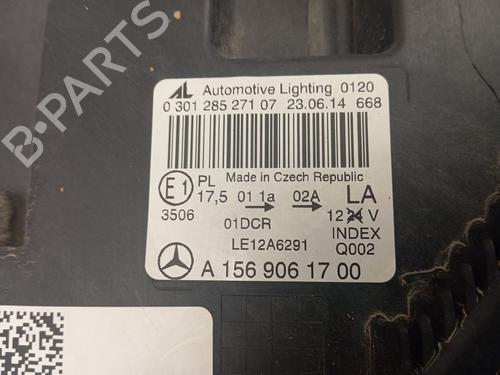 AL Automotive Lighting 0120
0 301 285 271 07 23.06.14 668
Made in Czech Republic
E1 PL
17,5 01 1a 02A LA
3506 12 24 V
01DCR INDEX
LE12A6291 Q002
A 156 906 17 00
B-PARTS